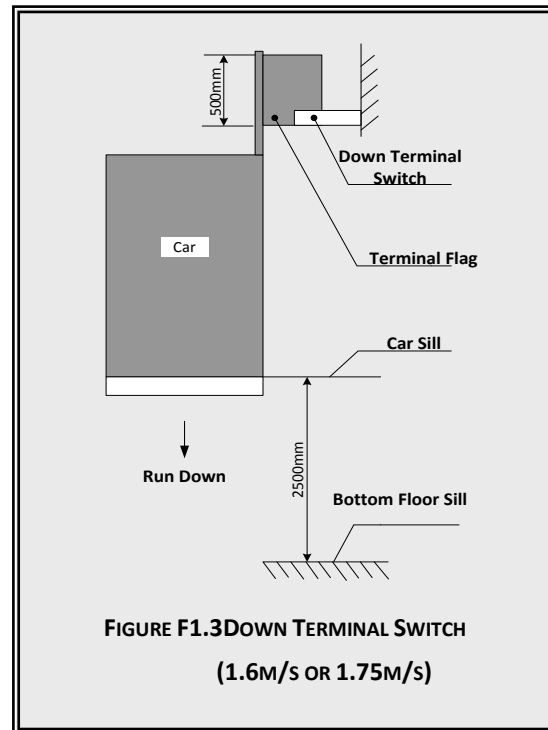 500mm
Down Terminal
Switch
Car
Terminal Flag
Car Sill
Run Down
2500mm
Bottom Floor Sill
FIGURE F1.3DOWN TERMINAL SWITCH
(1.6M/S OR 1.75M/S)